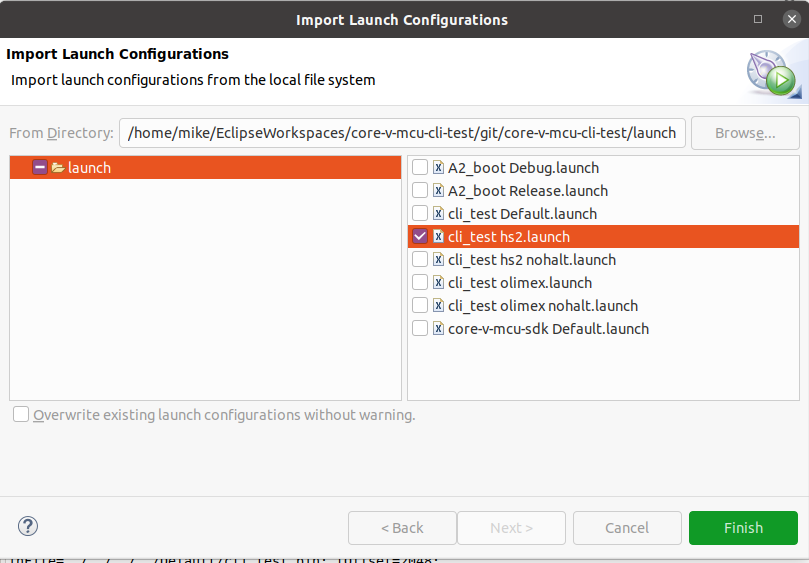 Import Launch Configurations
Import Launch Configurations
Import launch configurations from the local file system
From Directory: /home/mike/EclipseWorkspaces/core-v-mcu-cli-test/git/core-v-mcu-cli-test/launch Browse...
launch
A2_boot Debug.launch
A2_boot Release.launch
cli_test Default.launch
cli_test hs2.launch
cli_test hs2 nohalt.launch
cli_test olimex.launch
cli_test olimex nohalt.launch
core-v-mcu-sdk Default.launch
Overwrite existing launch configurations without warning.
? < Back Next > Cancel Finish